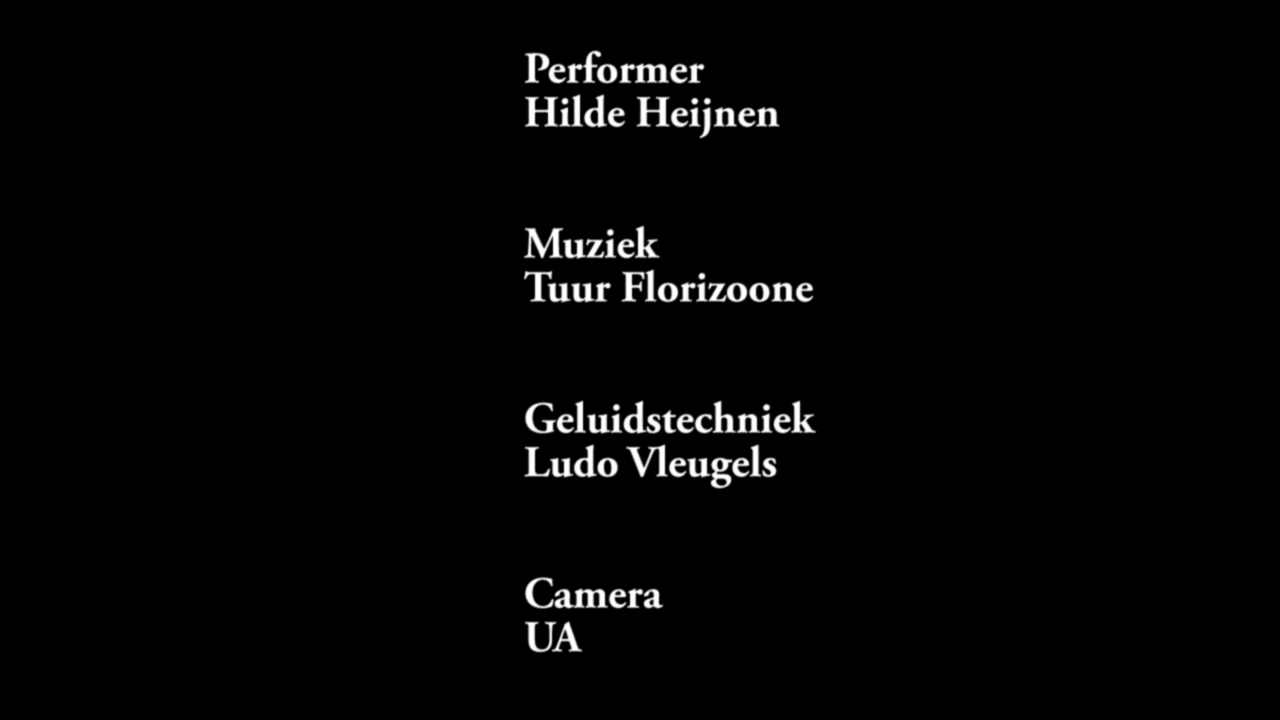 Performer
Hilde Heijnen
Muziek
Tuur Florizoone
Geluidstechniek
Ludo Vleugels
Camera
UA